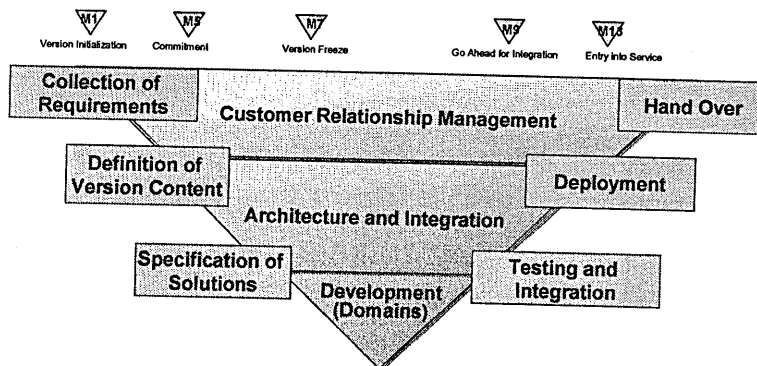 M1
M5
M7
M9
M13
Version Initialization
Commitment
Version Freeze
Go Ahead for Integration
Entry into Service
Collection of
Requirements
Customer Relationship Management
Hand Over
Definition of
Version Content
Deployment
Architecture and Integration
Specification of
Solutions
Development
(Domains)
Testing and
Integration